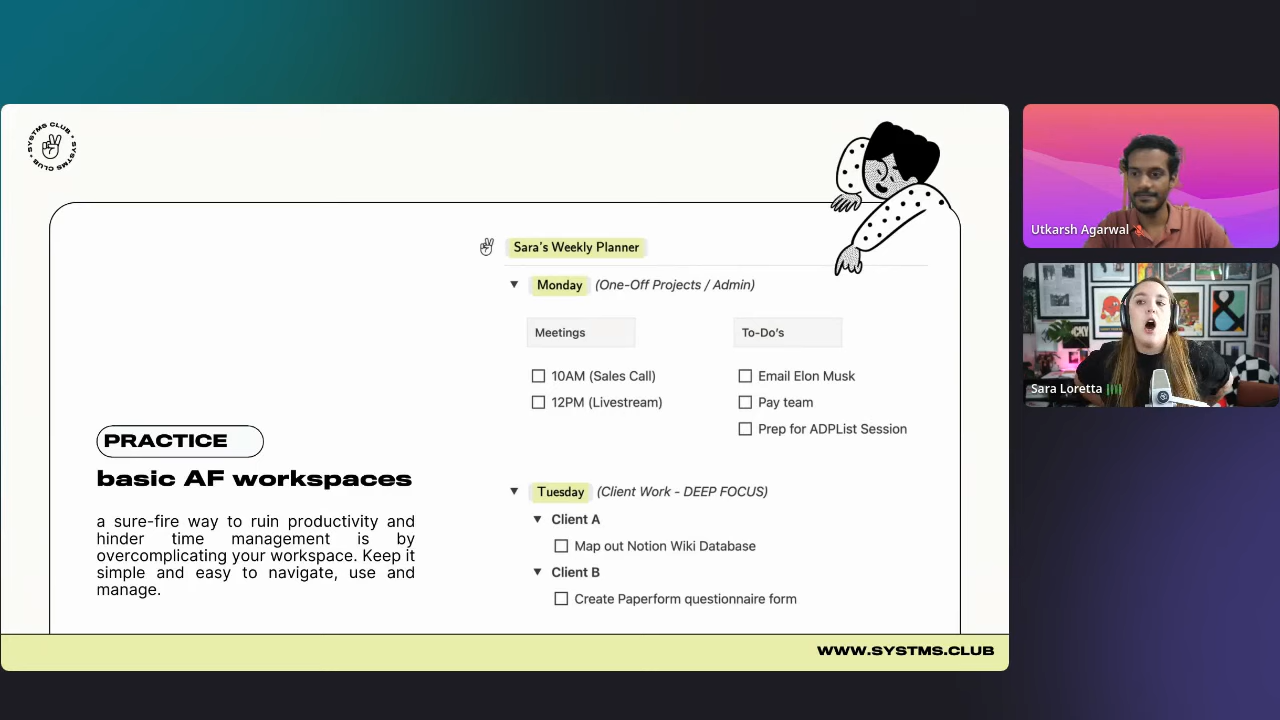 SYSTMS CLUB • SYSTMS CLUB •
Sara's Weekly Planner
Monday (One-Off Projects / Admin)
Meetings To-Do's
10AM (Sales Call) Email Elon Musk
12PM (Livestream) Pay team
Prep for ADPList Session
Tuesday (Client Work - DEEP FOCUS)
Client A
Map out Notion Wiki Database
Client B
Create Paperform questionnaire form
PRACTICE
basic AF workspaces
a sure-fire way to ruin productivity and
hinder time management is by
overcomplicating your workspace. Keep it
simple and easy to navigate, use and
manage.
WWW.SYSTMS.CLUB
Utkarsh Agarwal
Sara Loretta